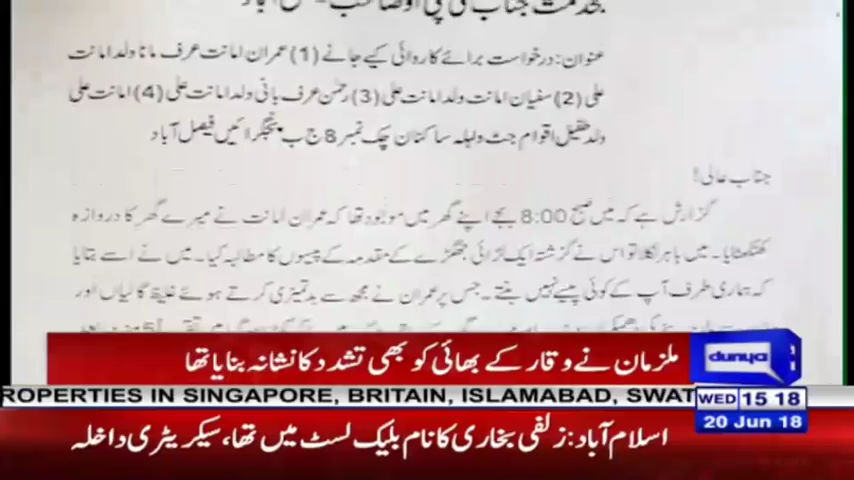 بخدمت جناب سی پی او صاحب فیصل آباد
عنوان: درخواست برائے کاروائی کیے جانے (1) عمران امانت عرف مانا ولد امانت
علی (2) سفیان امانت ولد امانت علی (3) رحمٰن عرف بانی ولد امانت علی (4) امانت علی
ولد طفیل اقوام جٹ ولہلہ ساکنان چک نمبر 8 ج ب پنجگرائیں فیصل آباد
جناب عالی!
گزارش ہے کہ میں صبح 8:00 بجے اپنے گھر میں موجود تھا کہ عمران امانت نے میرے گھر کا دروازہ
کھٹکھٹایا۔ میں باہر نکلا تو اس نے گزشتہ ایک لڑائی جھگڑے کے مقدمہ کے پیسوں کا مطالبہ کیا۔ میں نے اسے بتایا
کہ ہماری طرف آپ کے کوئی پیسے نہیں بنتے۔ جس پر عمران نے مجھ سے بدتمیزی کرتے ہوئے غلیظ گالیاں اور
ملزمان نے وقار کے بھائی کو بھی تشدد کا نشانہ بنایا تھا
dunya
ROPERTIES IN SINGAPORE, BRITAIN, ISLAMABAD, SWAT
WED 15 18
20 Jun 18
اسلام آباد: زلفی بخاری کا نام بلیک لسٹ میں تھا، سیکریٹری داخلہ